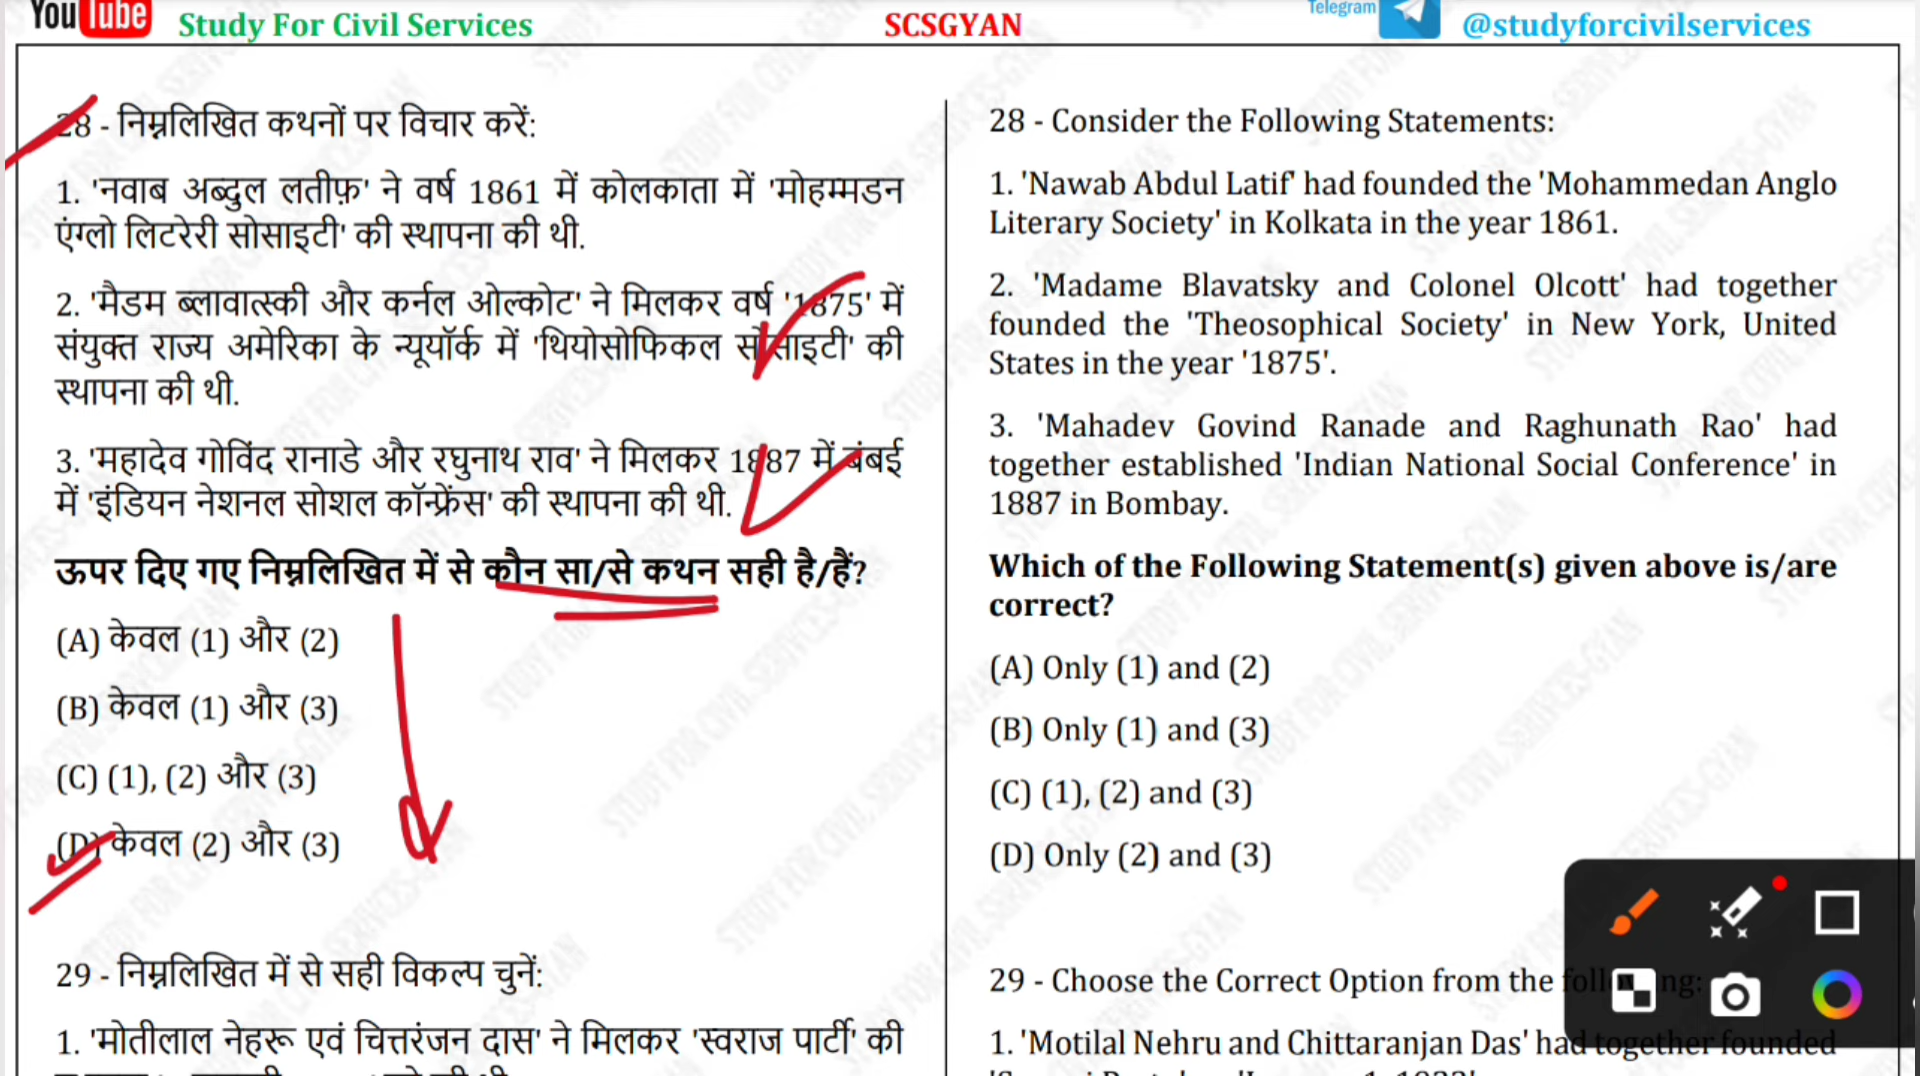 YouTube Study For Civil Services SCSGYAN Telegram @studyforcivilservices
28 - निम्नलिखित कथनों पर विचार करें:
1. 'नवाब अब्दुल लतीफ़' ने वर्ष 1861 में कोलकाता में 'मोहम्मडन
एंग्लो लिटरेरी सोसाइटी' की स्थापना की थी.
2. 'मैडम ब्लावात्स्की और कर्नल ओल्कोट' ने मिलकर वर्ष '1875' में
संयुक्त राज्य अमेरिका के न्यूयॉर्क में 'थियोसोफिकल सोसाइटी' की
स्थापना की थी.
3. 'महादेव गोविंद रानाडे और रघुनाथ राव' ने मिलकर 1887 में बंबई
में 'इंडियन नेशनल सोशल कॉन्फ्रेंस' की स्थापना की थी.
ऊपर दिए गए निम्नलिखित में से कौन सा/से कथन सही है/हैं?
(A) केवल (1) और (2)
(B) केवल (1) और (3)
(C) (1), (2) और (3)
(D) केवल (2) और (3)
29 - निम्नलिखित में से सही विकल्प चुनें:
1. 'मोतीलाल नेहरू एवं चित्तरंजन दास' ने मिलकर 'स्वराज पार्टी' की
28 - Consider the Following Statements:
1. 'Nawab Abdul Latif' had founded the 'Mohammedan Anglo
Literary Society' in Kolkata in the year 1861.
2. 'Madame Blavatsky and Colonel Olcott' had together
founded the 'Theosophical Society' in New York, United
States in the year '1875'.
3. 'Mahadev Govind Ranade and Raghunath Rao' had
together established 'Indian National Social Conference' in
1887 in Bombay.
Which of the Following Statement(s) given above is/are
correct?
(A) Only (1) and (2)
(B) Only (1) and (3)
(C) (1), (2) and (3)
(D) Only (2) and (3)
29 - Choose the Correct Option from the following:
1. 'Motilal Nehru and Chittaranjan Das' had together founded